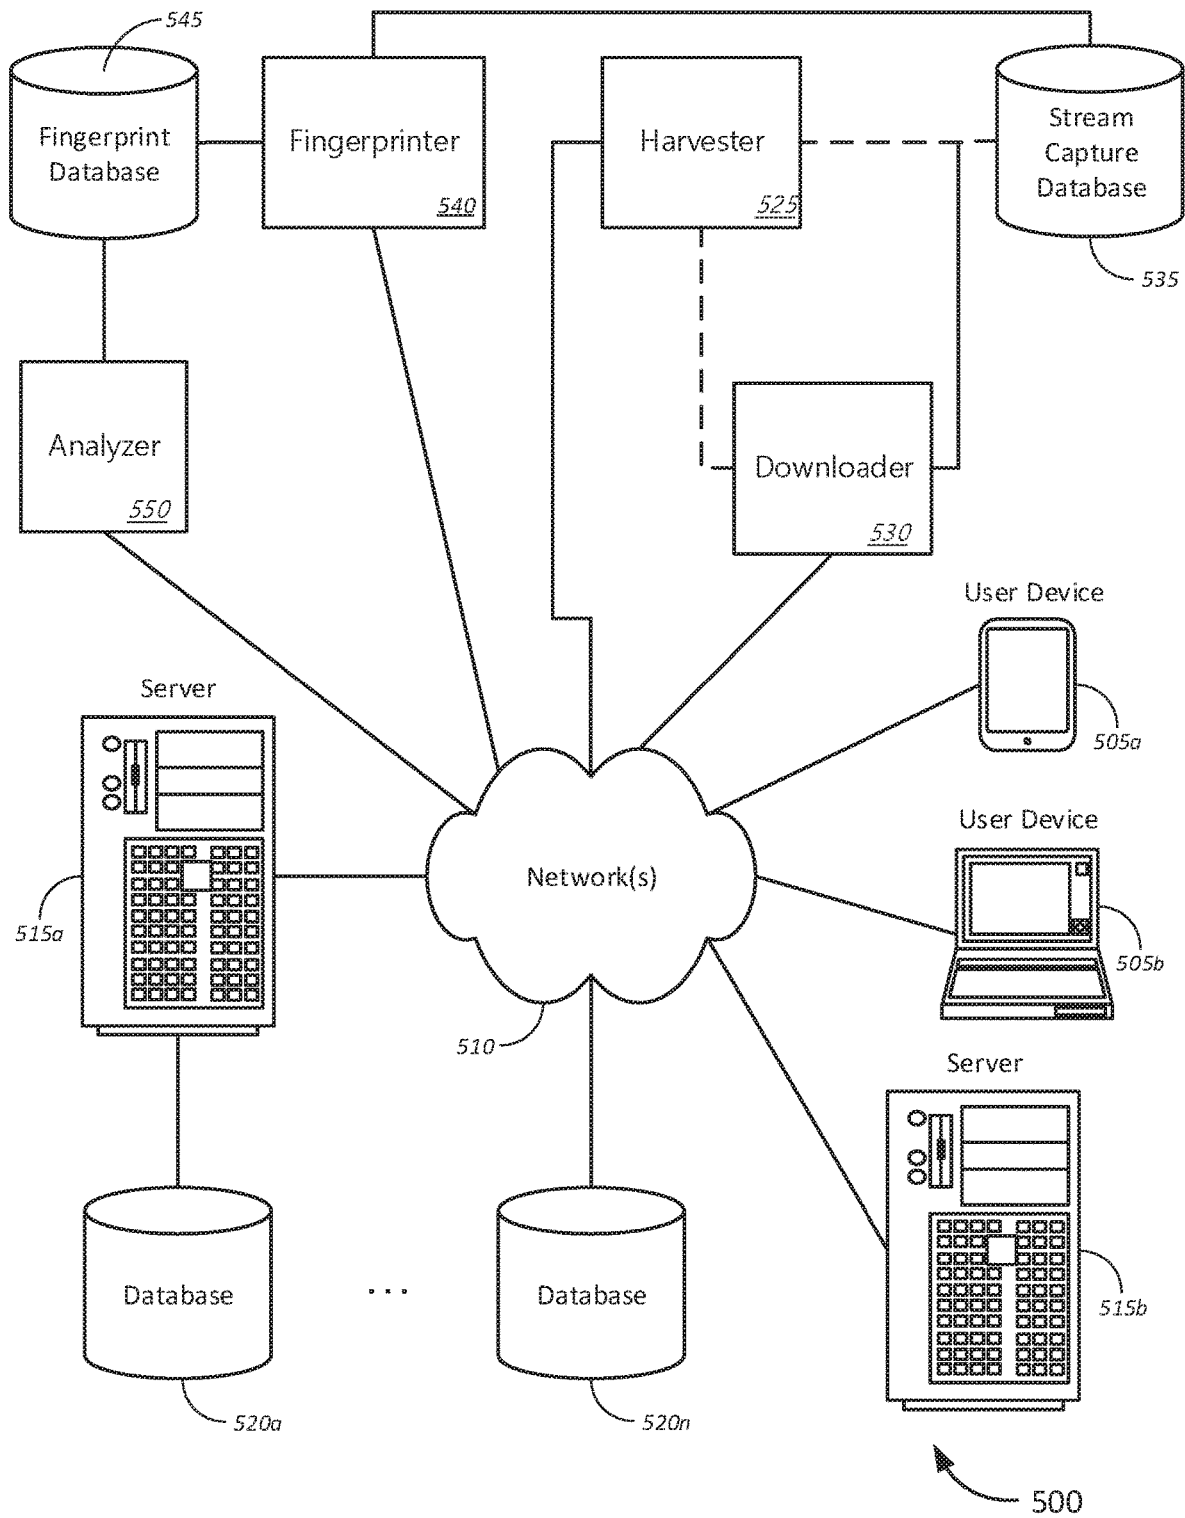 545
Fingerprint
Database
Fingerprinter
540
Harvester
525
Stream
Capture
Database
535
Analyzer
550
Downloader
530
User Device
505a
Server
515a
Network(s)
510
User Device
505b
Server
515b
Database
520a
...
Database
520n
500